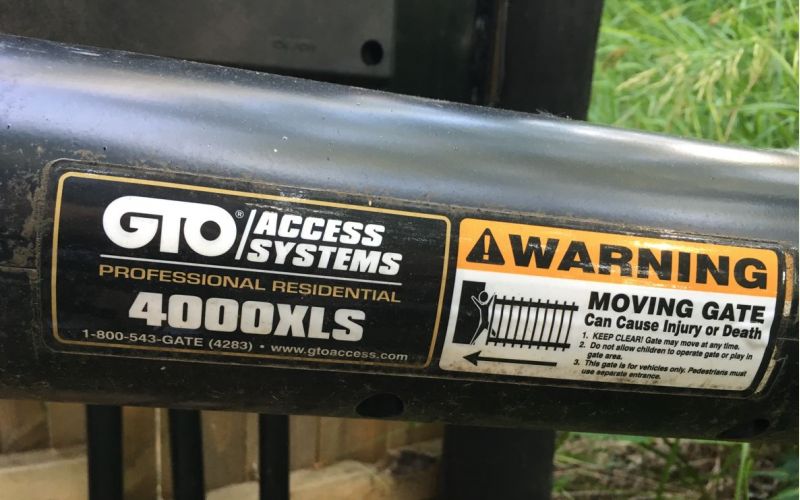 GTO®/ACCESS
SYSTEMS
PROFESSIONAL RESIDENTIAL
4000XLS
1-800-543-GATE (4283) • www.gtoaccess.com
WARNING
MOVING GATE
Can Cause Injury or Death
1. KEEP CLEAR! Gate may move at any time.
2. Do not allow children to operate gate or play in
gate area.
3. This gate is for vehicles only. Pedestrians must
use separate entrance.